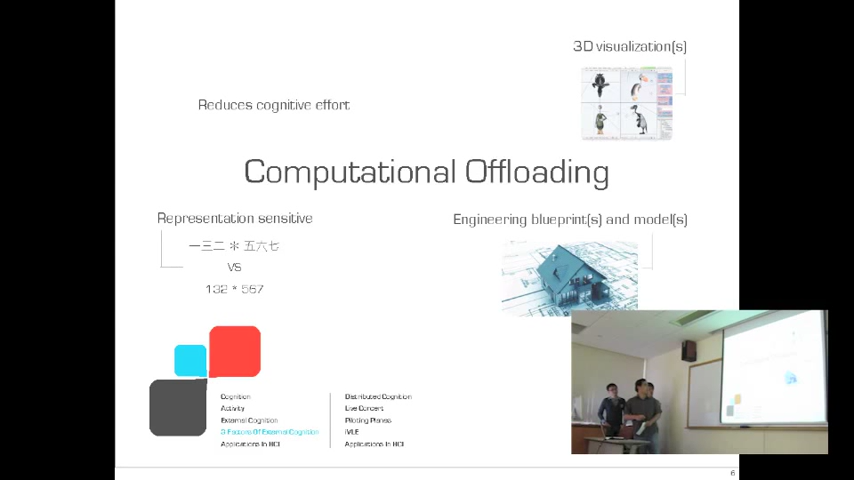 3D visualization(s)
Reduces cognitive effort
Computational Offloading
Representation sensitive
一三二 * 五六七
VS
132 * 567
Engineering blueprint(s) and model(s)
Cognition
Activity
External Cognition
3 Factors Of External Cognition
Applications In HCI
Distributed Cognition
Live Concert
Piloting Planes
iVLE
Applications In HCI
6